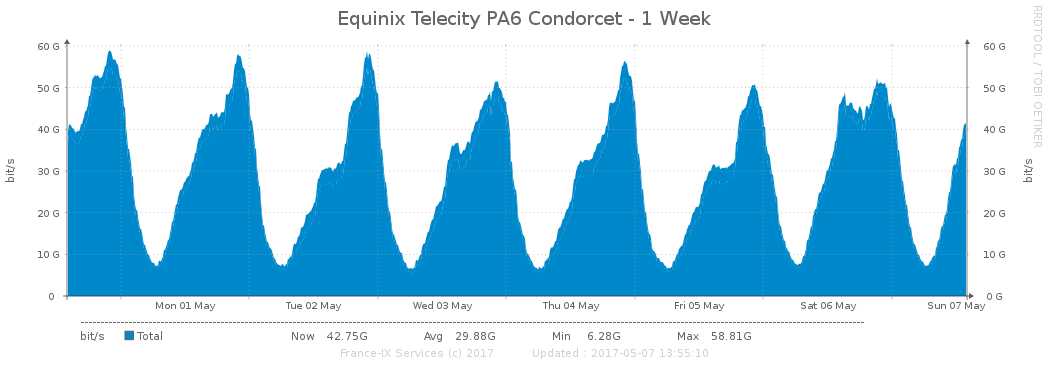 Equinix Telecity PA6 Condorcet - 1 Week
RRDTOOL / TOBI OETIKER
bit/s
60 G
50 G
40 G
30 G
20 G
10 G
0
60 G
50 G
40 G
30 G
20 G
10 G
0 G
bit/s
Mon 01 May Tue 02 May Wed 03 May Thu 04 May Fri 05 May Sat 06 May Sun 07 May
bit/s Total Now 42.75G Avg 29.88G Min 6.28G Max 58.81G
France-IX Services (c) 2017 Updated : 2017-05-07 13:55:10